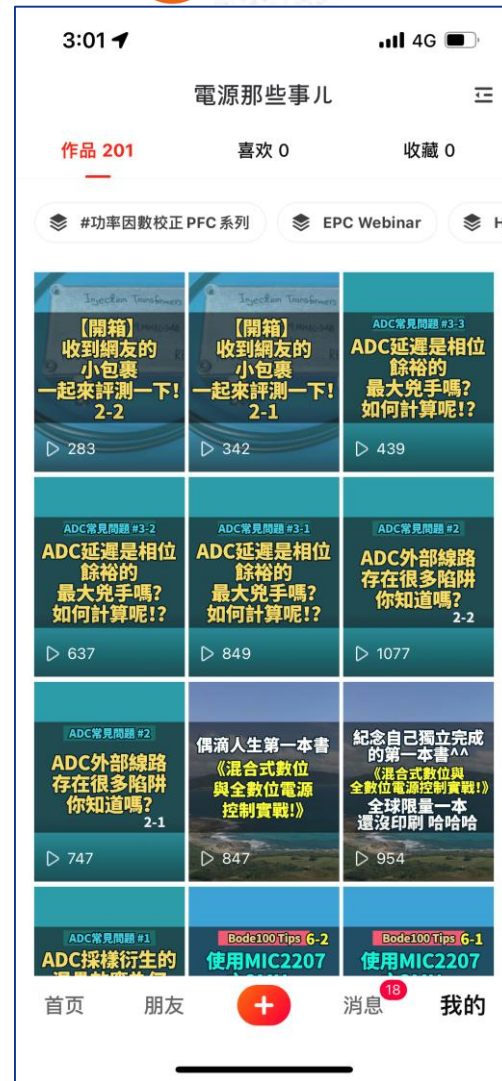 3:01
4G
電源那些事儿
作品 201
喜欢 0
收藏 0
#功率因數校正 PFC 系列
EPC Webinar
H
Injection Transformers
【開箱】
收到網友的
小包裹
一起來評測一下!
2-2
283
Injection Transformers
【開箱】
收到網友的
小包裹
一起來評測一下!
2-1
342
ADC常見問題 #3-3
ADC延遲是相位
餘裕的
最大兇手嗎?
如何計算呢!?
439
ADC常見問題 #3-2
ADC延遲是相位
餘裕的
最大兇手嗎?
如何計算呢!?
637
ADC常見問題 #3-1
ADC延遲是相位
餘裕的
最大兇手嗎?
如何計算呢!?
849
ADC常見問題 #2
ADC外部線路
存在很多陷阱
你知道嗎?
2-2
1077
ADC常見問題 #2
ADC外部線路
存在很多陷阱
你知道嗎?
2-1
747
偶滴人生第一本書
《混合式數位
與全數位電源
控制實戰!》
847
紀念自己獨立完成
的第一本書^^
《混合式數位與
全數位電源控制實戰!》
全球限量一本
還沒印刷 哈哈哈
954
ADC常見問題 #1
ADC採樣衍生的
Bode100 Tips 6-2
使用MIC2207
Bode100 Tips 6-1
使用MIC2207
首页
朋友
消息
18
我的